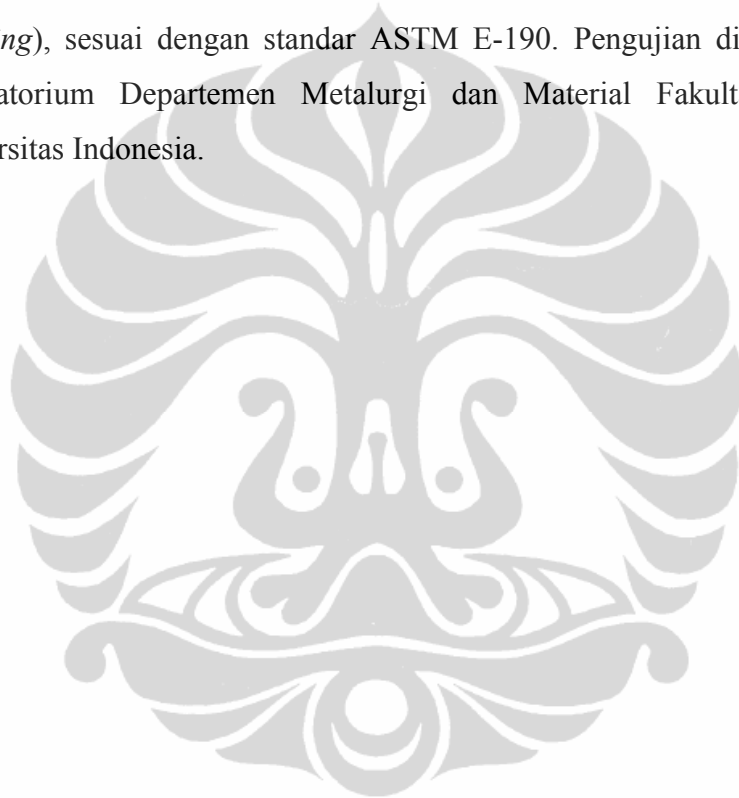 ng), sesuai dengan standar ASTM E-190. Pengujian di
atorium Departemen Metalurgi dan Material Fakult
rsitas Indonesia.